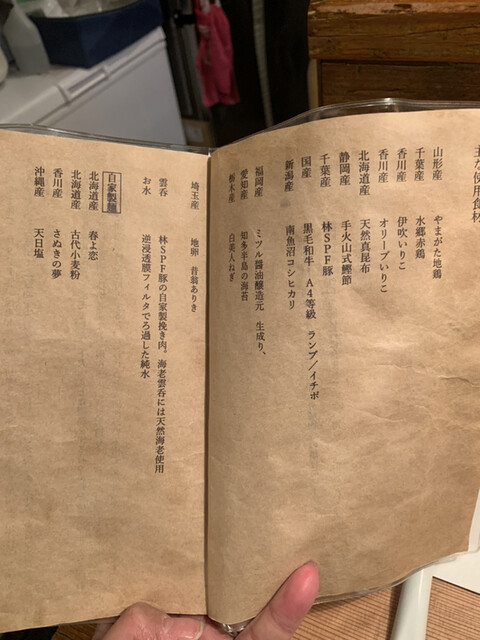 主な使用食材
山形産 やまがた地鶏
千葉産 水郷赤鶏
香川産 伊吹いりこ
香川産 オリーブいりこ
北海道産 天然真昆布
静岡産 手火山式鰹節
千葉産 林SPF豚
国産 黒毛和牛 A4等級 ランプ/イチボ
新潟産 南魚沼コシヒカリ
福岡産 ミツル醤油醸造元 生成り、
愛知産 知多半島の海苔
栃木産 白美人ねぎ
埼玉産 地卵 昔翁ありき
雲呑 林SPF豚の自家製挽き肉。海老雲呑には天然海老使用
お水 逆浸透膜フィルタでろ過した純水
自家製麺
北海道産 春よ恋
北海道産 古代小麦粉
香川産 さぬきの夢
沖縄産 天日塩